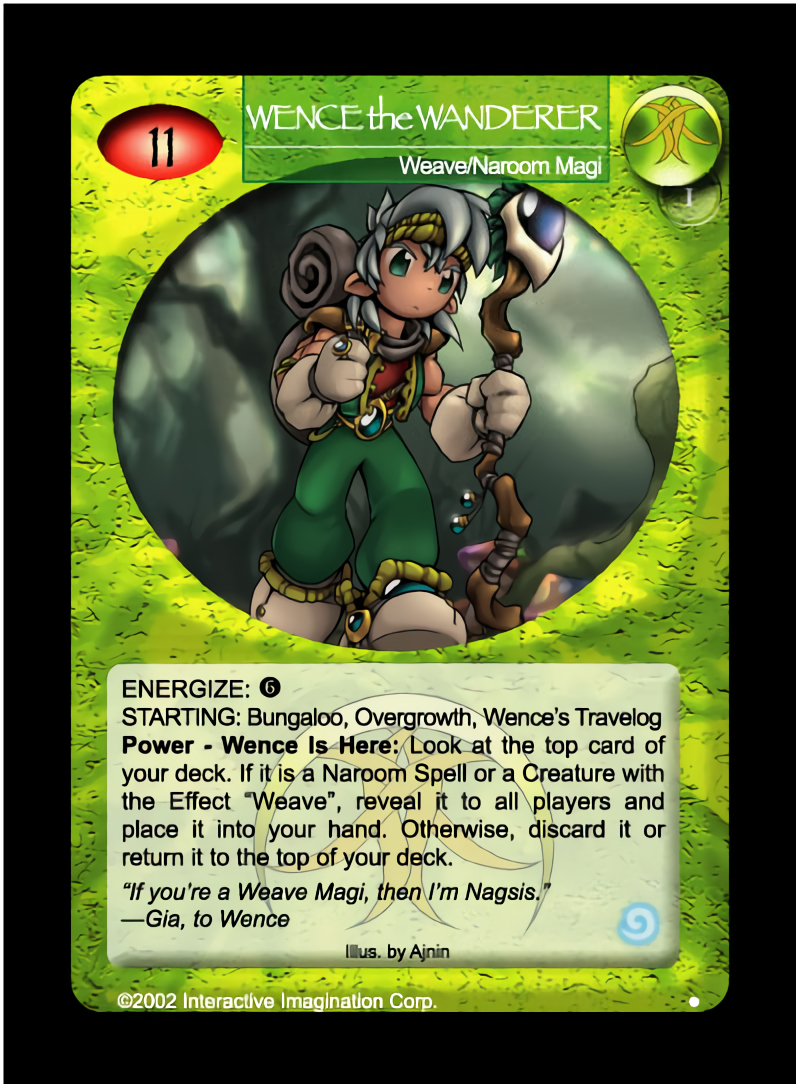 11
WENCE the WANDERER
Weave/Naroom Magi
I
ENERGIZE: ❻
STARTING: Bungaloo, Overgrowth, Wence's Travelog
Power - Wence Is Here: Look at the top card of
your deck. If it is a Naroom Spell or a Creature with
the Effect "Weave", reveal it to all players and
place it into your hand. Otherwise, discard it or
return it to the top of your deck.
"If you're a Weave Magi, then I'm Nagsis."
—Gia, to Wence
Illus. by Ajnin
©2002 Interactive Imagination Corp.